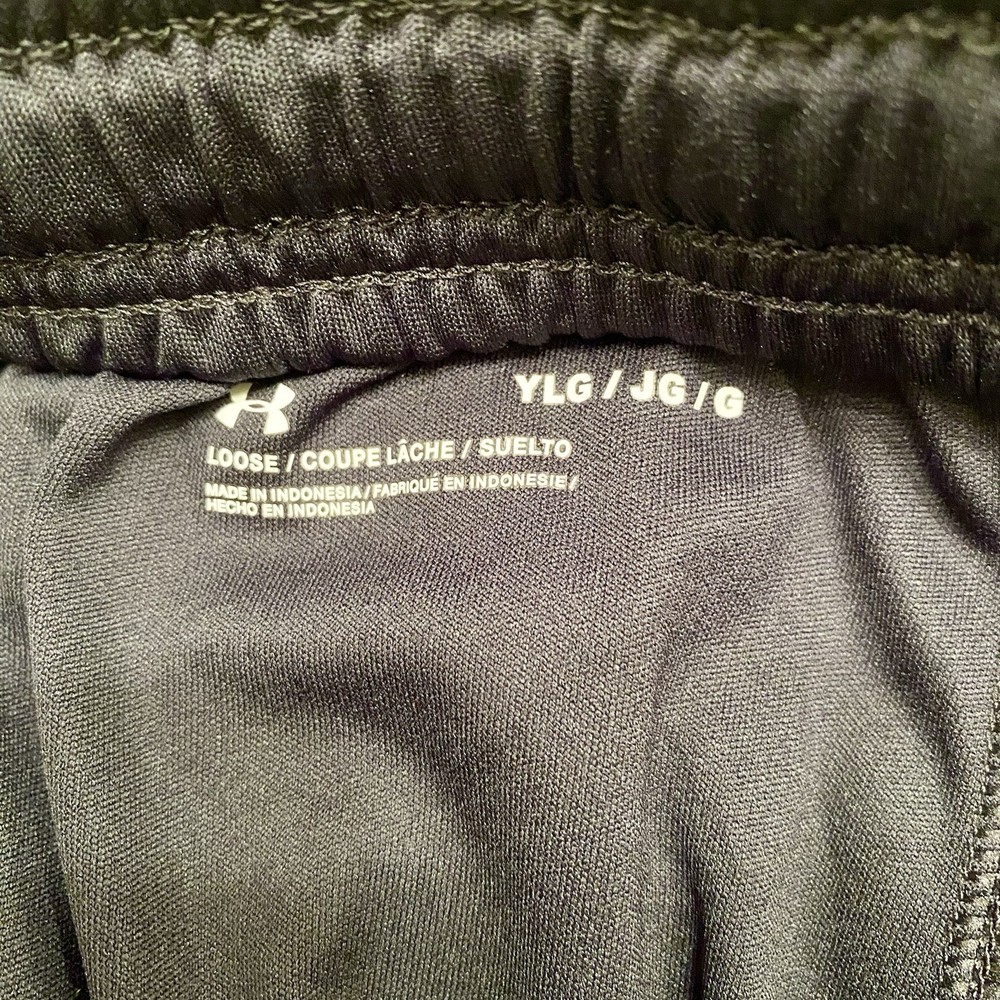 YLG / JG / G
LOOSE / COUPE LÂCHE / SUELTO
MADE IN INDONESIA / FABRIQUÉ EN INDONESIE /
HECHO EN INDONESIA